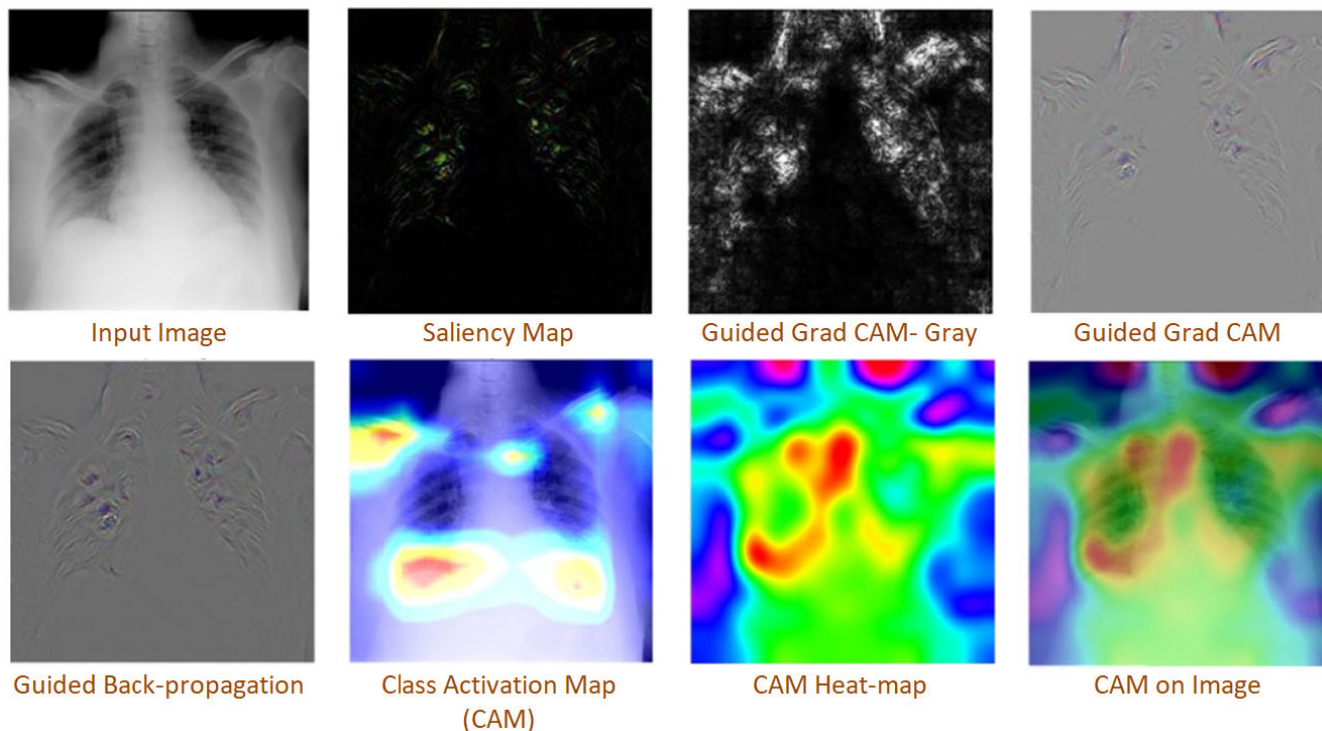 Input Image
Saliency Map
Guided Grad CAM- Gray
Guided Grad CAM
Guided Back-propagation
Class Activation Map
(CAM)
CAM Heat-map
CAM on Image